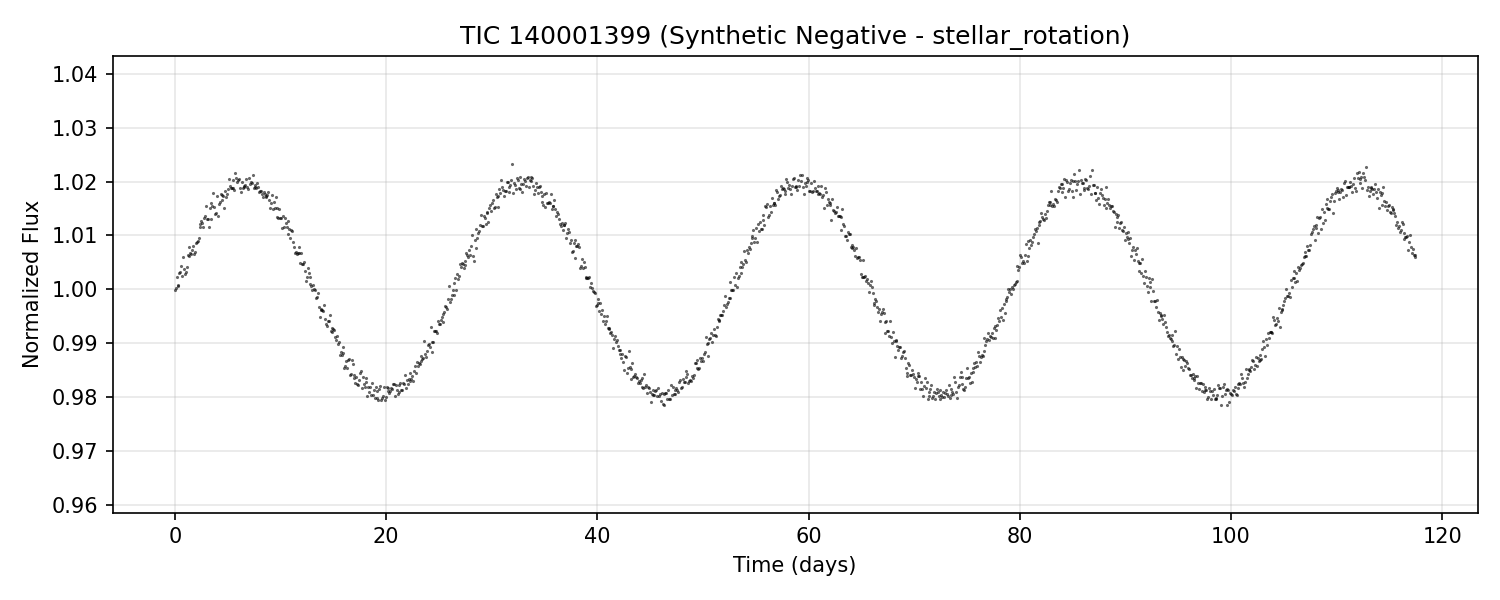 TIC 140001399 (Synthetic Negative - stellar_rotation)
Normalized Flux
1.04
1.03
1.02
1.01
1.00
0.99
0.98
0.97
0.96
0 20 40 60 80 100 120
Time (days)